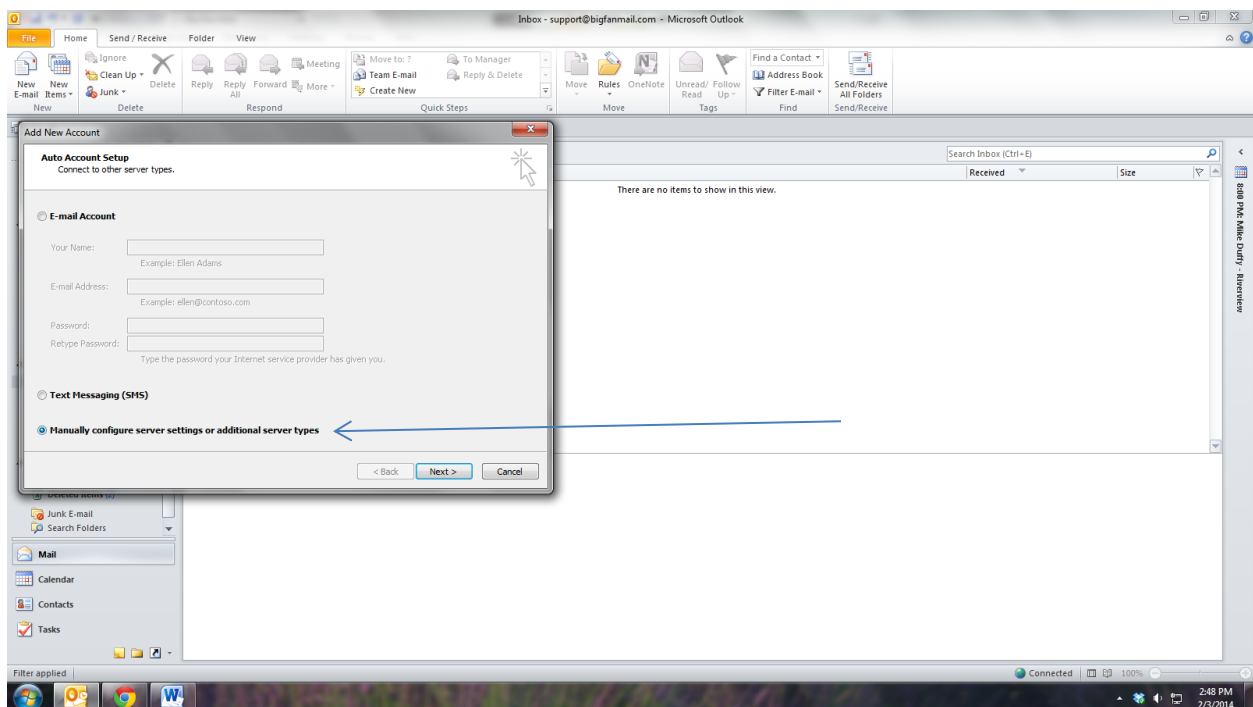 Inbox - support@bigfanmail.com - Microsoft Outlook
File Home Send / Receive Folder View
New E-mail
New Items
Ignore
Clean Up
Junk
Delete
Reply
Reply All
Forward
Meeting
More
Move to: ?
Team E-mail
Create New
To Manager
Reply & Delete
Move
Rules
OneNote
Unread/ Read
Follow Up
Find a Contact
Address Book
Filter E-mail
Send/Receive All Folders
New Delete Respond Quick Steps Move Tags Find Send/Receive
Add New Account
Auto Account Setup
Connect to other server types.
E-mail Account
Your Name:
Example: Ellen Adams
E-mail Address:
Example: ellen@contoso.com
Password:
Retype Password:
Type the password your Internet service provider has given you.
Text Messaging (SMS)
Manually configure server settings or additional server types
< Back Next > Cancel
Search Inbox (Ctrl+E)
Received Size
There are no items to show in this view.
8:00 PM: Mike Duffy - Riverview
Deleted Items (2)
Junk E-mail
Search Folders
Mail
Calendar
Contacts
Tasks
Filter applied
Connected 100%
2:48 PM
2/3/2014